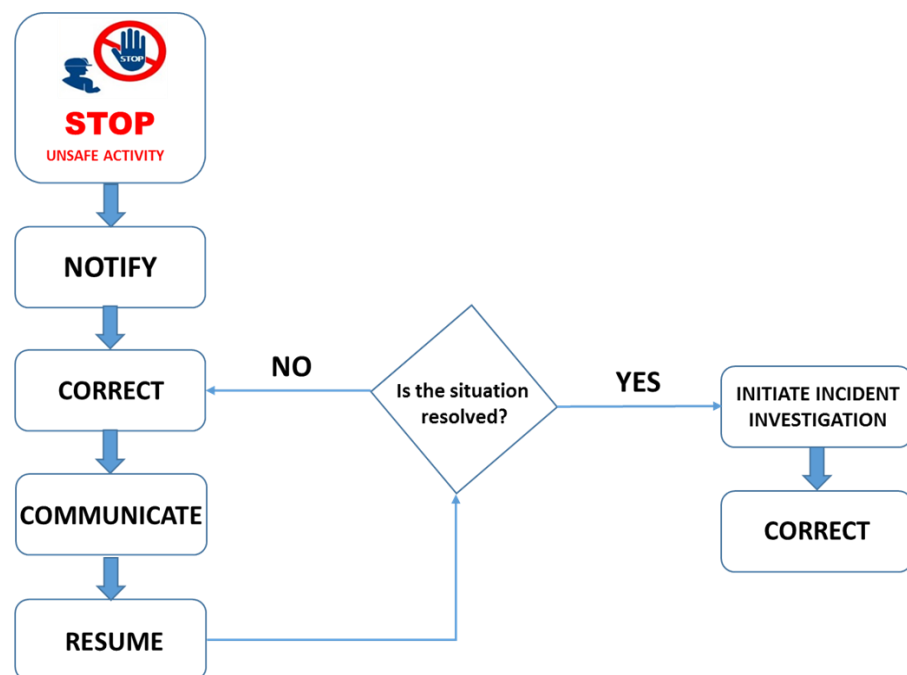 STOP
STOP
UNSAFE ACTIVITY
NOTIFY
CORRECT
COMMUNICATE
RESUME
NO
Is the situation
resolved?
YES
INITIATE INCIDENT
INVESTIGATION
CORRECT